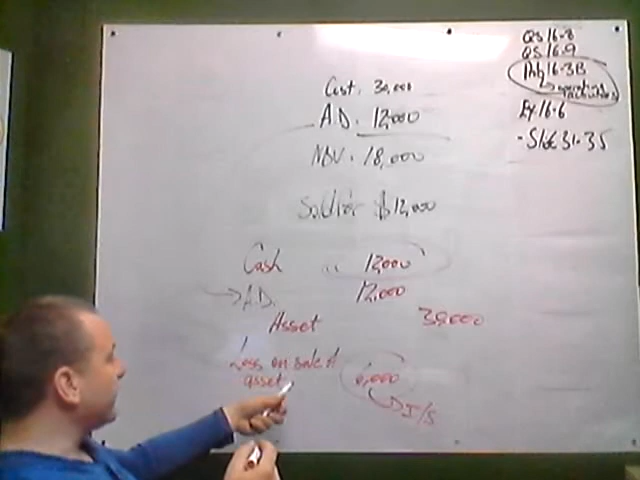 Cost. 30,000
A.D. 12,000
NBV. 18,000
Sold for $12,000
Cash 12,000
A.D. 12,000
Asset 30,000
Loss on sale of
asset 6,000
I/S
QS 16-8
QS 16-9
Prb 16-3B
operating
activities
Ex 16-6
- Slide 31-35